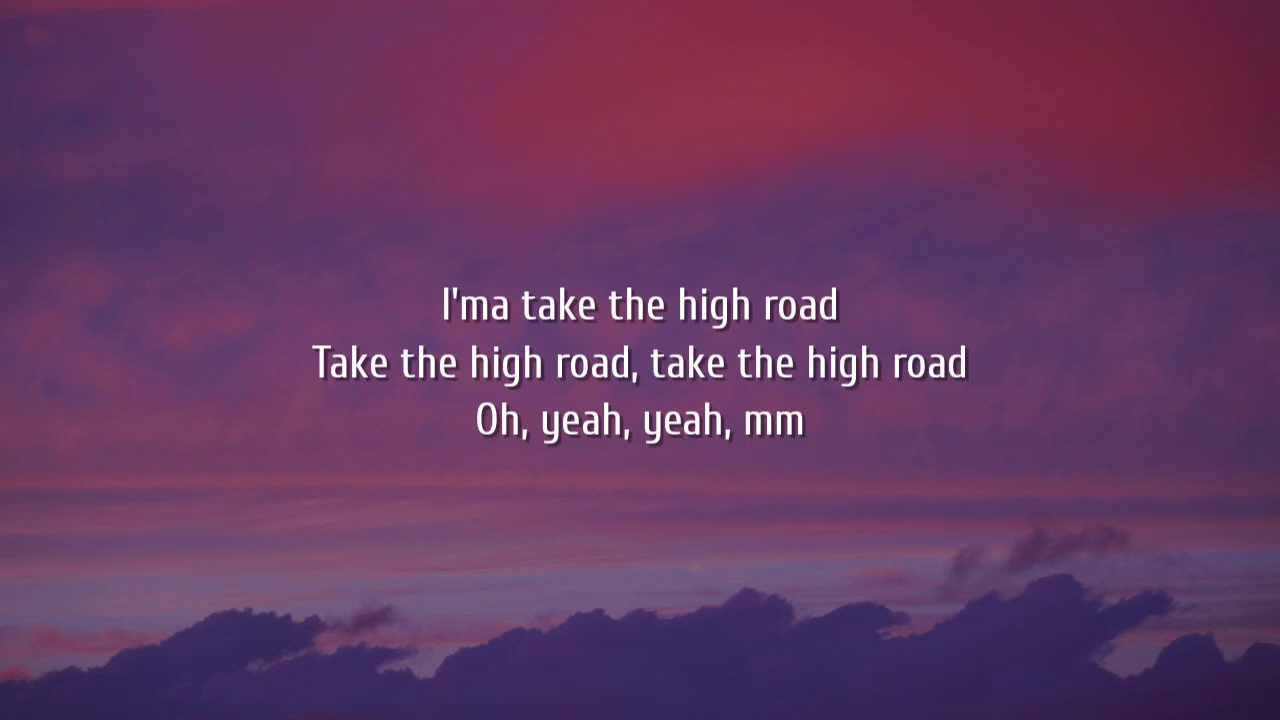 I'ma take the high road
Take the high road, take the high road
Oh, yeah, yeah, mm